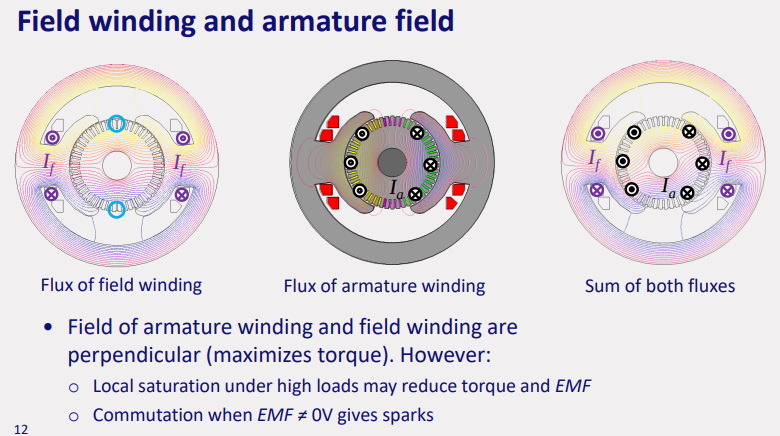 Field winding and armature field
I_f
I_f
I_a
I_f
I_f
I_a
Flux of field winding
Flux of armature winding
Sum of both fluxes
• Field of armature winding and field winding are
perpendicular (maximizes torque). However:
o Local saturation under high loads may reduce torque and EMF
o Commutation when EMF ≠ 0V gives sparks
12